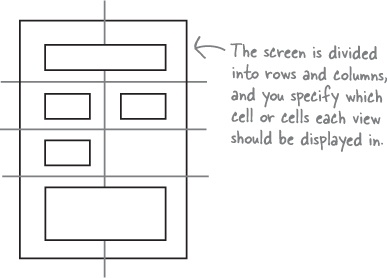 The screen is divided
into rows and columns,
and you specify which
cell or cells each view
should be displayed in.